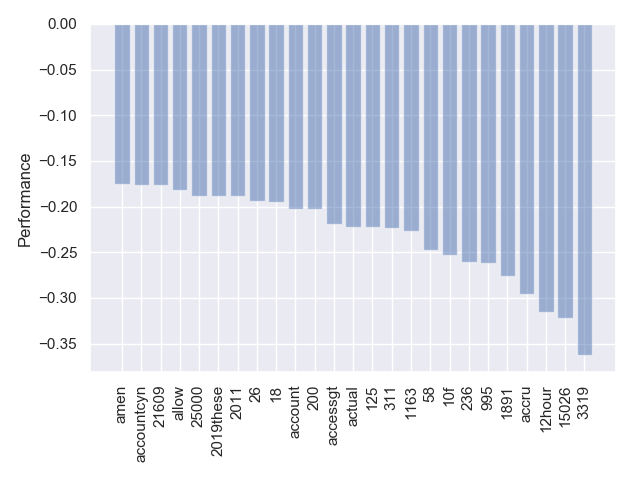 0.00
−0.05
−0.10
−0.15
−0.20
−0.25
−0.30
−0.35
Performance
amen
accountcyn
21609
allow
25000
2019these
2011
26
18
account
200
accessgt
actual
125
311
1163
58
10f
236
995
1891
accru
12hour
15026
3319